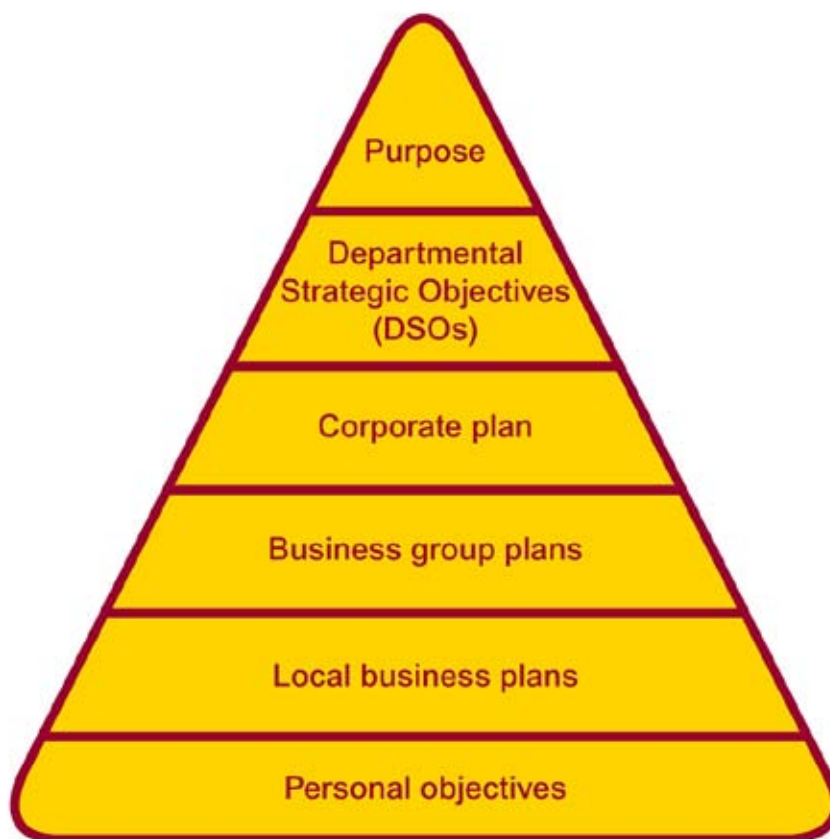 Purpose
Departmental
Strategic Objectives
(DSOs)
Corporate plan
Business group plans
Local business plans
Personal objectives